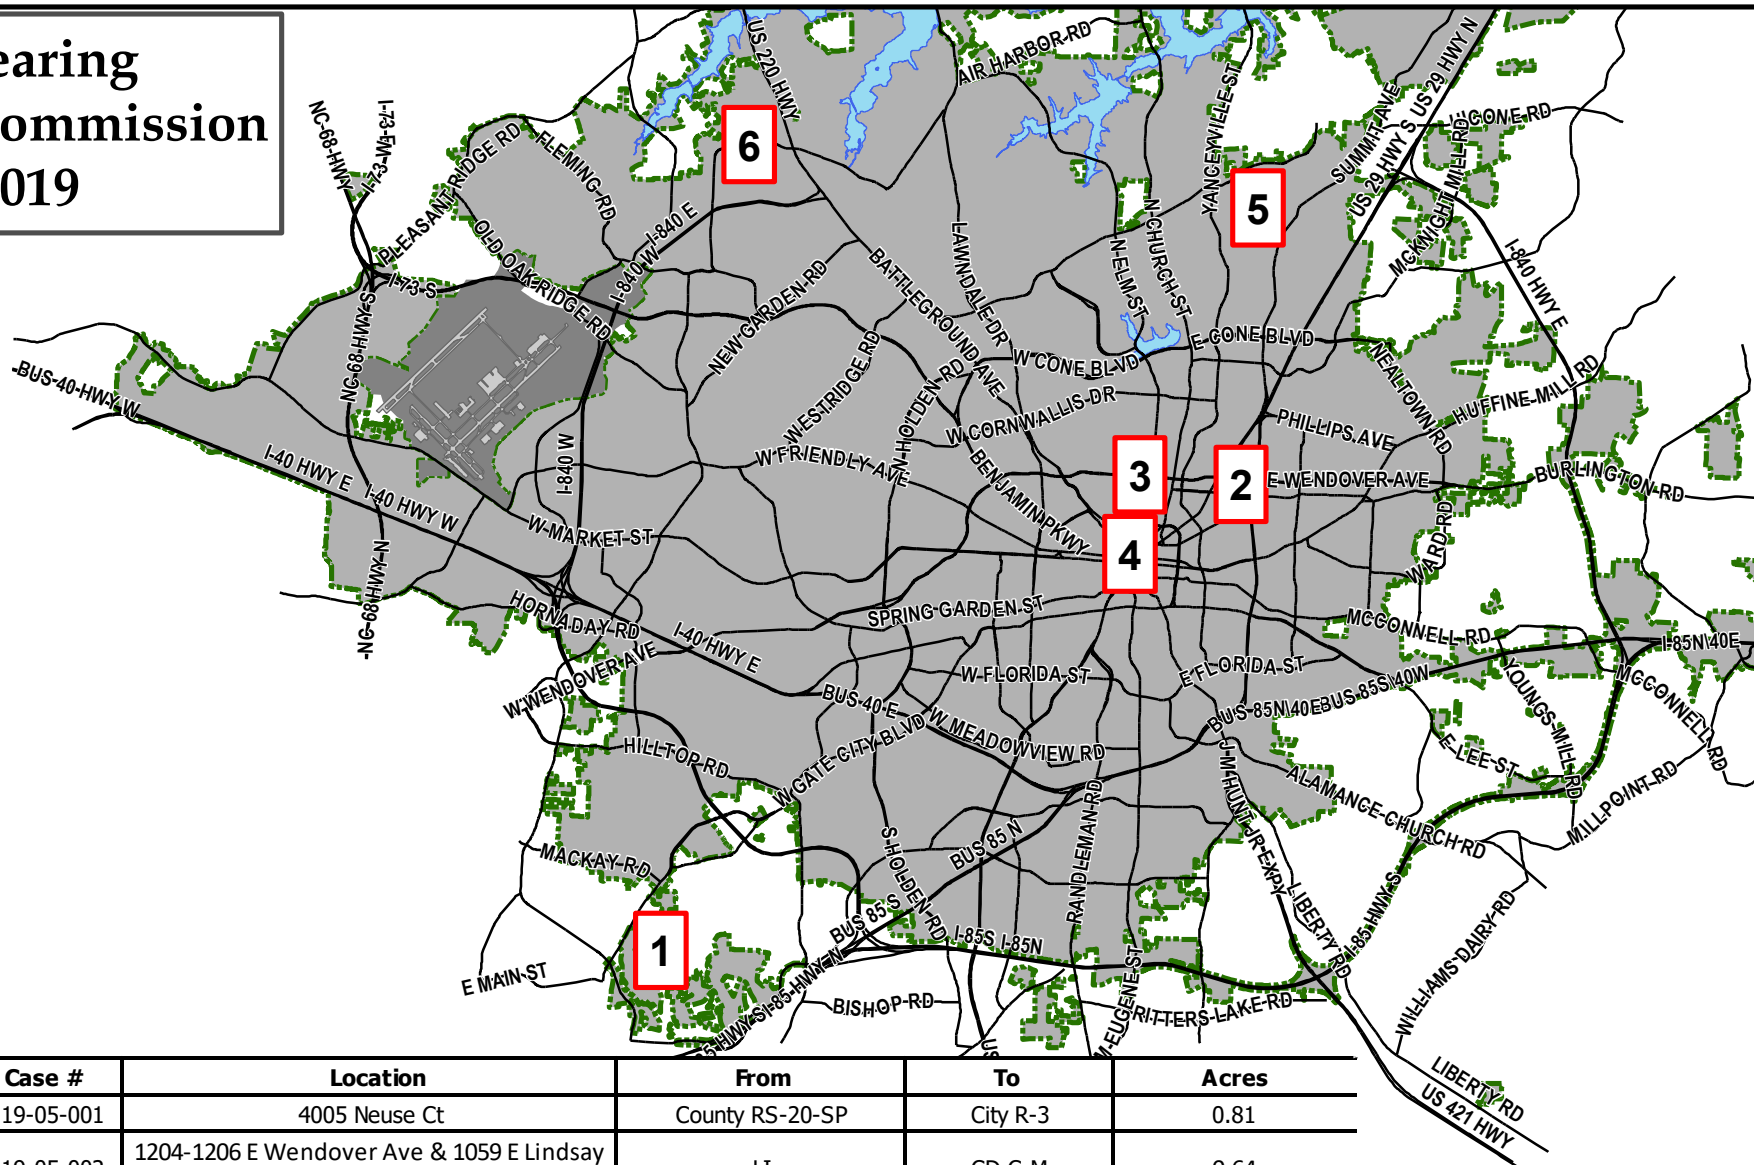 earing
ommission
019
US 220 HWY
AIR HARBOR RD
YANCEYVILLE ST
SUMMIT AVE
US 29 HWY N
US 29 HWY S
HICONE RD
MCKNIGHT MILL RD
NC-68-HWY
I-73-W
I-73-E
PLEASANT RIDGE RD
FLEMING-RD
6
5
I-840 E
I-840 W
OLD OAK RIDGE RD
I-73 S
NC-68-HWY-S
LAWNDALE DR
BATTLEGROUND AVE
N-CHURCH ST
N-ELM ST
I-840 HWY E
NEW GARDEN RD
BUS-40-HWY W
WESTRIDGE RD
N-HOLDEN RD
W CONE BLVD
E CONE BLVD
NEALTOWN RD
HUFFINE-MILL RD
W CORNWALLIS DR
PHILLIPS AVE
I-40 HWY E
I-40 HWY W
I-840 W
W FRIENDLY AVE
BENJAMIN PKWY
3
2
E WENDOVER AVE
BURLINGTON RD
W-MARKET ST
4
WARD RD
NC-68 HWY-N
HORNADAY RD
SPRING GARDEN ST
MCCONNELL RD
I-40 HWY E
I-85N\40E
W WENDOVER AVE
W FLORIDA ST
E FLORIDA ST
BUS 40 E
BUS 85N\40E
BUS 85S\40W
YOUNGS-MILL RD
MCCONNELL RD
W MEADOWVIEW RD
HILLTOP RD
W GATE CITY BLVD
E-LEE-ST
J-M-HUNT JR-EXPY
ALAMANCE-CHURCH-RD
MILL-POINT-RD
MACKAY-RD
S-HOLDEN RD
BUS 85 N
RANDLEMAN-RD
BUS 85 S
LIBERTY RD
I-85 HWY-S
WILLIAMS DAIRY-RD
1
I-85S I-85N
E MAIN-ST
I-85-HWY N
85 HWY S
BISHOP-RD
M-EUGENE-ST
RITTERS-LAKE-RD
US
LIBERTY RD
US 421 HWY
Case # Location From To Acres
19-05-001 4005 Neuse Ct County RS-20-SP City R-3 0.81
1204-1206 E Wendover Ave & 1059 E Lindsay